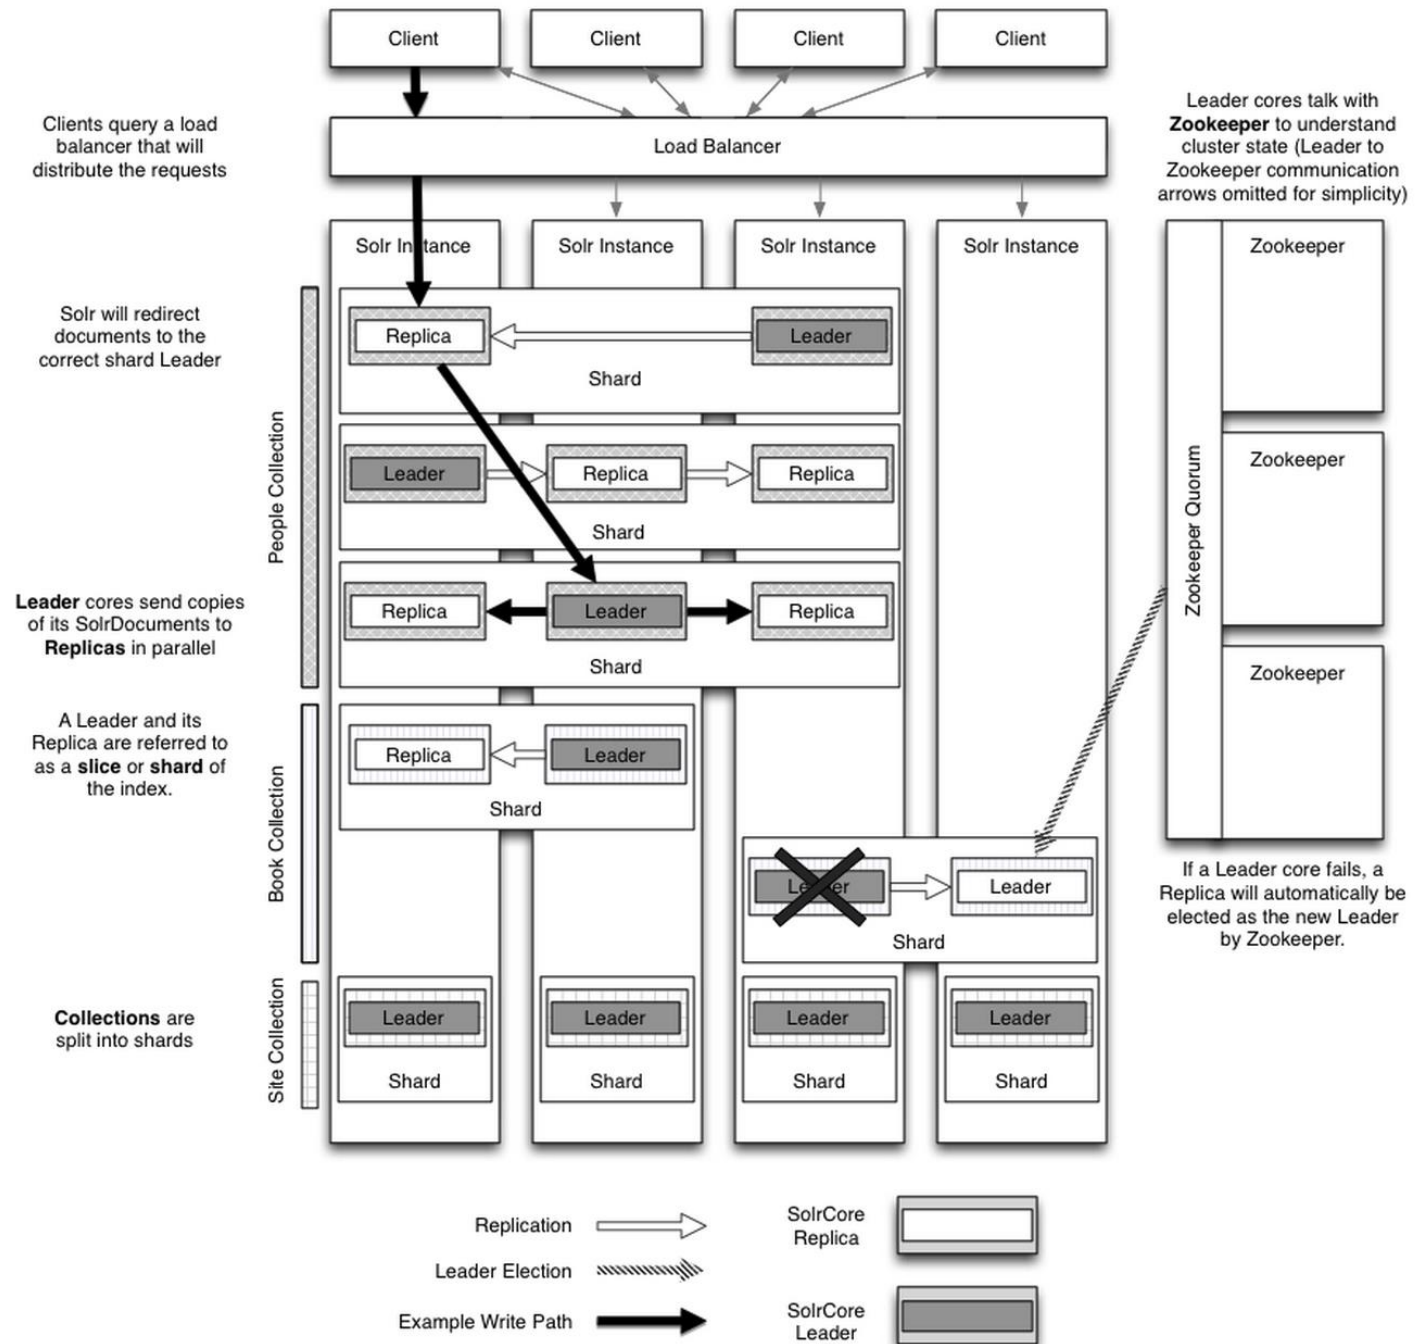 Client
Client
Client
Client
Clients query a load
balancer that will
distribute the requests
Load Balancer
Leader cores talk with
Zookeeper to understand
cluster state (Leader to
Zookeeper communication
arrows omitted for simplicity)
Solr Instance
Solr Instance
Solr Instance
Solr Instance
Zookeeper Quorum
Zookeeper
Zookeeper
Zookeeper
Solr will redirect
documents to the
correct shard Leader
People Collection
Replica
Leader
Shard
Leader
Replica
Replica
Shard
Leader cores send copies
of its SolrDocuments to
Replicas in parallel
Replica
Leader
Replica
Shard
A Leader and its
Replica are referred to
as a slice or shard of
the index.
Book Collection
Replica
Leader
Shard
Leader
Leader
Shard
If a Leader core fails, a
Replica will automatically be
elected as the new Leader
by Zookeeper.
Collections are
split into shards
Site Collection
Leader
Leader
Leader
Leader
Shard
Shard
Shard
Shard
Replication
SolrCore
Replica
Leader Election
Example Write Path
SolrCore
Leader